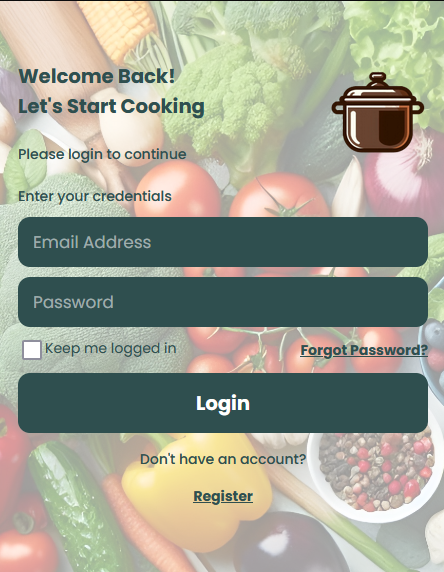 Welcome Back!
Let's Start Cooking
Please login to continue
Enter your credentials
Email Address
Password
Keep me logged in
Forgot Password?
Login
Don't have an account?
Register